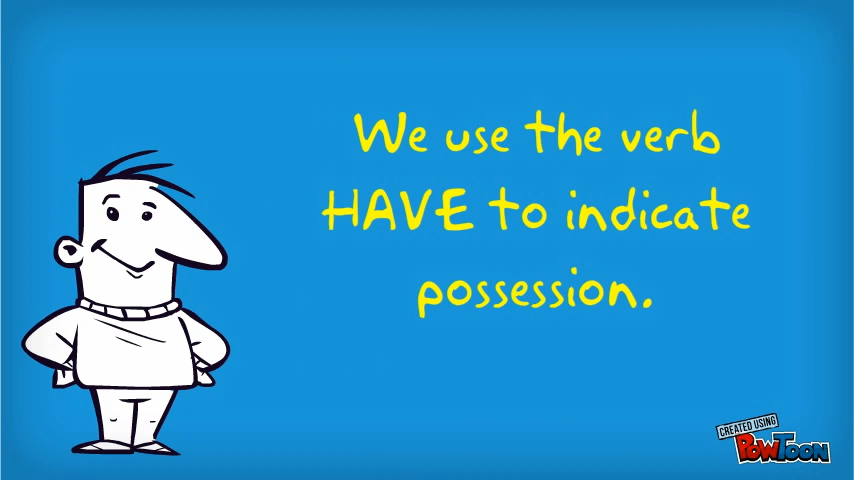 We use the verb
HAVE to indicate
possession.
CREATED USING
POWTOON